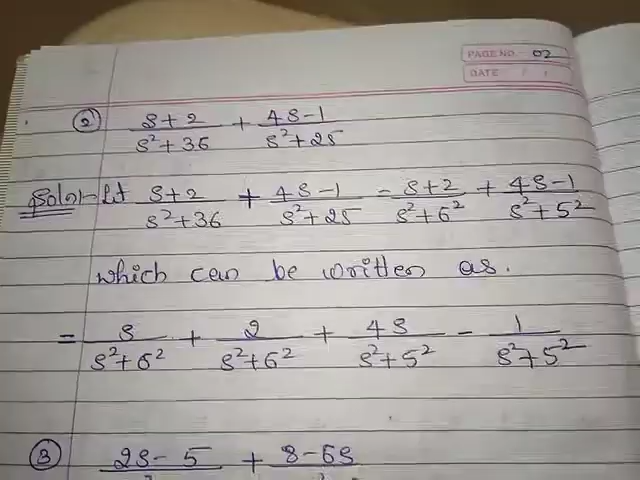 PAGE NO. 02
DATE / /
② (s+2)/(s²+36) + (4s-1)/(s²+25)
Soln:- Let (s+2)/(s²+36) + (4s-1)/(s²+25) = (s+2)/(s²+6²) + (4s-1)/(s²+5²)
which can be written as.
= s/(s²+6²) + 2/(s²+6²) + 4s/(s²+5²) - 1/(s²+5²)
③ 2s-5 + 8-6s